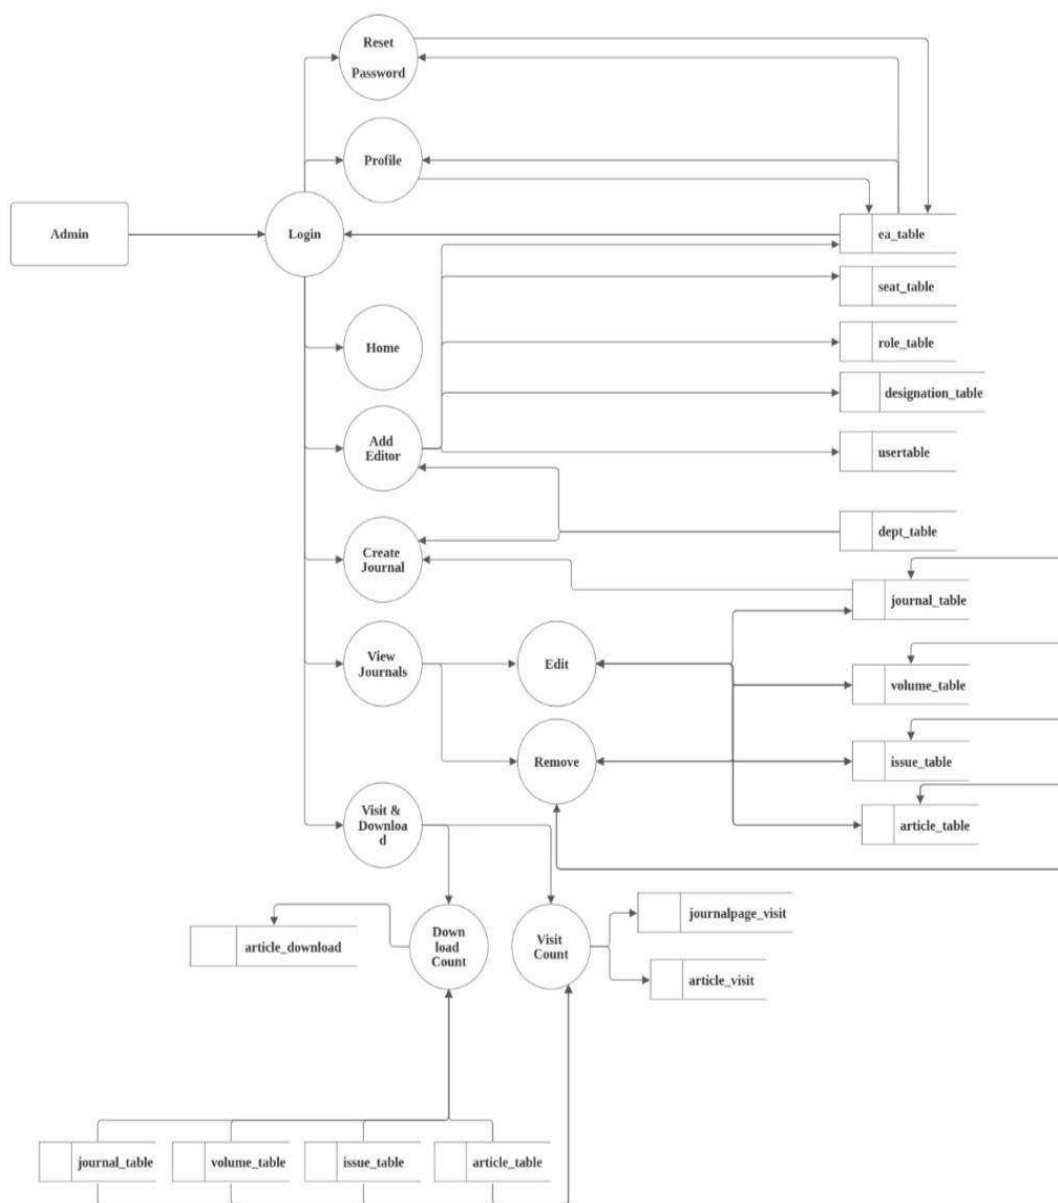 Reset
Password
Profile
Admin
Login
ea_table
seat_table
Home
role_table
designation_table
Add
Editor
usertable
dept_table
Create
Journal
journal_table
View
Journals
Edit
volume_table
Remove
issue_table
Visit &
Downloa
d
article_table
journalpage_visit
article_download
Down
load
Count
Visit
Count
article_visit
journal_table
volume_table
issue_table
article_table